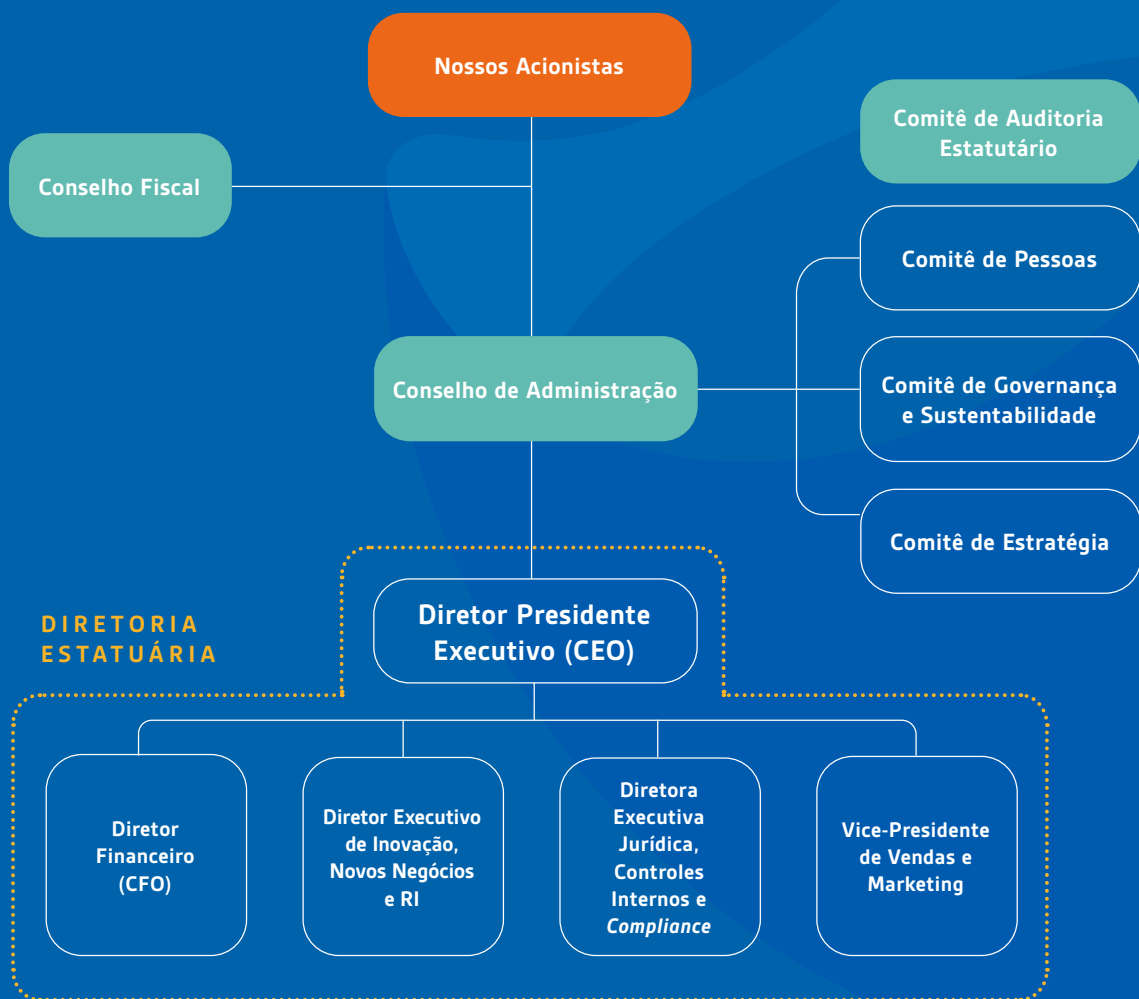 Nossos Acionistas
Comitê de Auditoria
Estatutário
Conselho Fiscal
Comitê de Pessoas
Conselho de Administração
Comitê de Governança
e Sustentabilidade
Comitê de Estratégia
DIRETORIA
ESTATUÁRIA
Diretor Presidente
Executivo (CEO)
Diretor
Financeiro
(CFO)
Diretor Executivo
de Inovação,
Novos Negócios
e RI
Diretora
Executiva
Jurídica,
Controles
Internos e
Compliance
Vice-Presidente
de Vendas e
Marketing